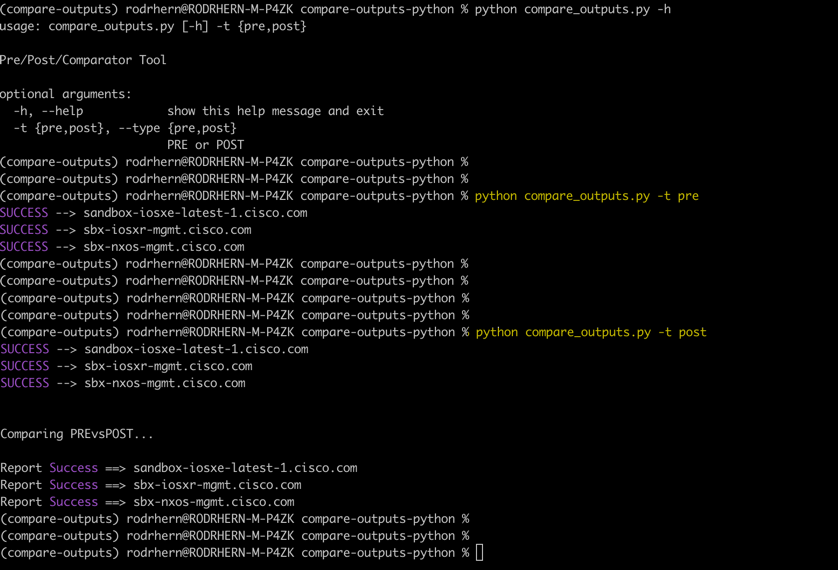 (compare-outputs) rodrhern@RODRHERN-M-P4ZK compare-outputs-python % python compare_outputs.py -h
usage: compare_outputs.py [-h] -t {pre,post}
Pre/Post/Comparator Tool
optional arguments:
  -h, --help            show this help message and exit
  -t {pre,post}, --type {pre,post}
                        PRE or POST
(compare-outputs) rodrhern@RODRHERN-M-P4ZK compare-outputs-python %
(compare-outputs) rodrhern@RODRHERN-M-P4ZK compare-outputs-python %
(compare-outputs) rodrhern@RODRHERN-M-P4ZK compare-outputs-python % python compare_outputs.py -t pre
SUCCESS --> sandbox-iosxe-latest-1.cisco.com
SUCCESS --> sbx-iosxr-mgmt.cisco.com
SUCCESS --> sbx-nxos-mgmt.cisco.com
(compare-outputs) rodrhern@RODRHERN-M-P4ZK compare-outputs-python %
(compare-outputs) rodrhern@RODRHERN-M-P4ZK compare-outputs-python %
(compare-outputs) rodrhern@RODRHERN-M-P4ZK compare-outputs-python %
(compare-outputs) rodrhern@RODRHERN-M-P4ZK compare-outputs-python %
(compare-outputs) rodrhern@RODRHERN-M-P4ZK compare-outputs-python % python compare_outputs.py -t post
SUCCESS --> sandbox-iosxe-latest-1.cisco.com
SUCCESS --> sbx-iosxr-mgmt.cisco.com
SUCCESS --> sbx-nxos-mgmt.cisco.com
Comparing PREvsPOST...
Report Success ==> sandbox-iosxe-latest-1.cisco.com
Report Success ==> sbx-iosxr-mgmt.cisco.com
Report Success ==> sbx-nxos-mgmt.cisco.com
(compare-outputs) rodrhern@RODRHERN-M-P4ZK compare-outputs-python %
(compare-outputs) rodrhern@RODRHERN-M-P4ZK compare-outputs-python %
(compare-outputs) rodrhern@RODRHERN-M-P4ZK compare-outputs-python %